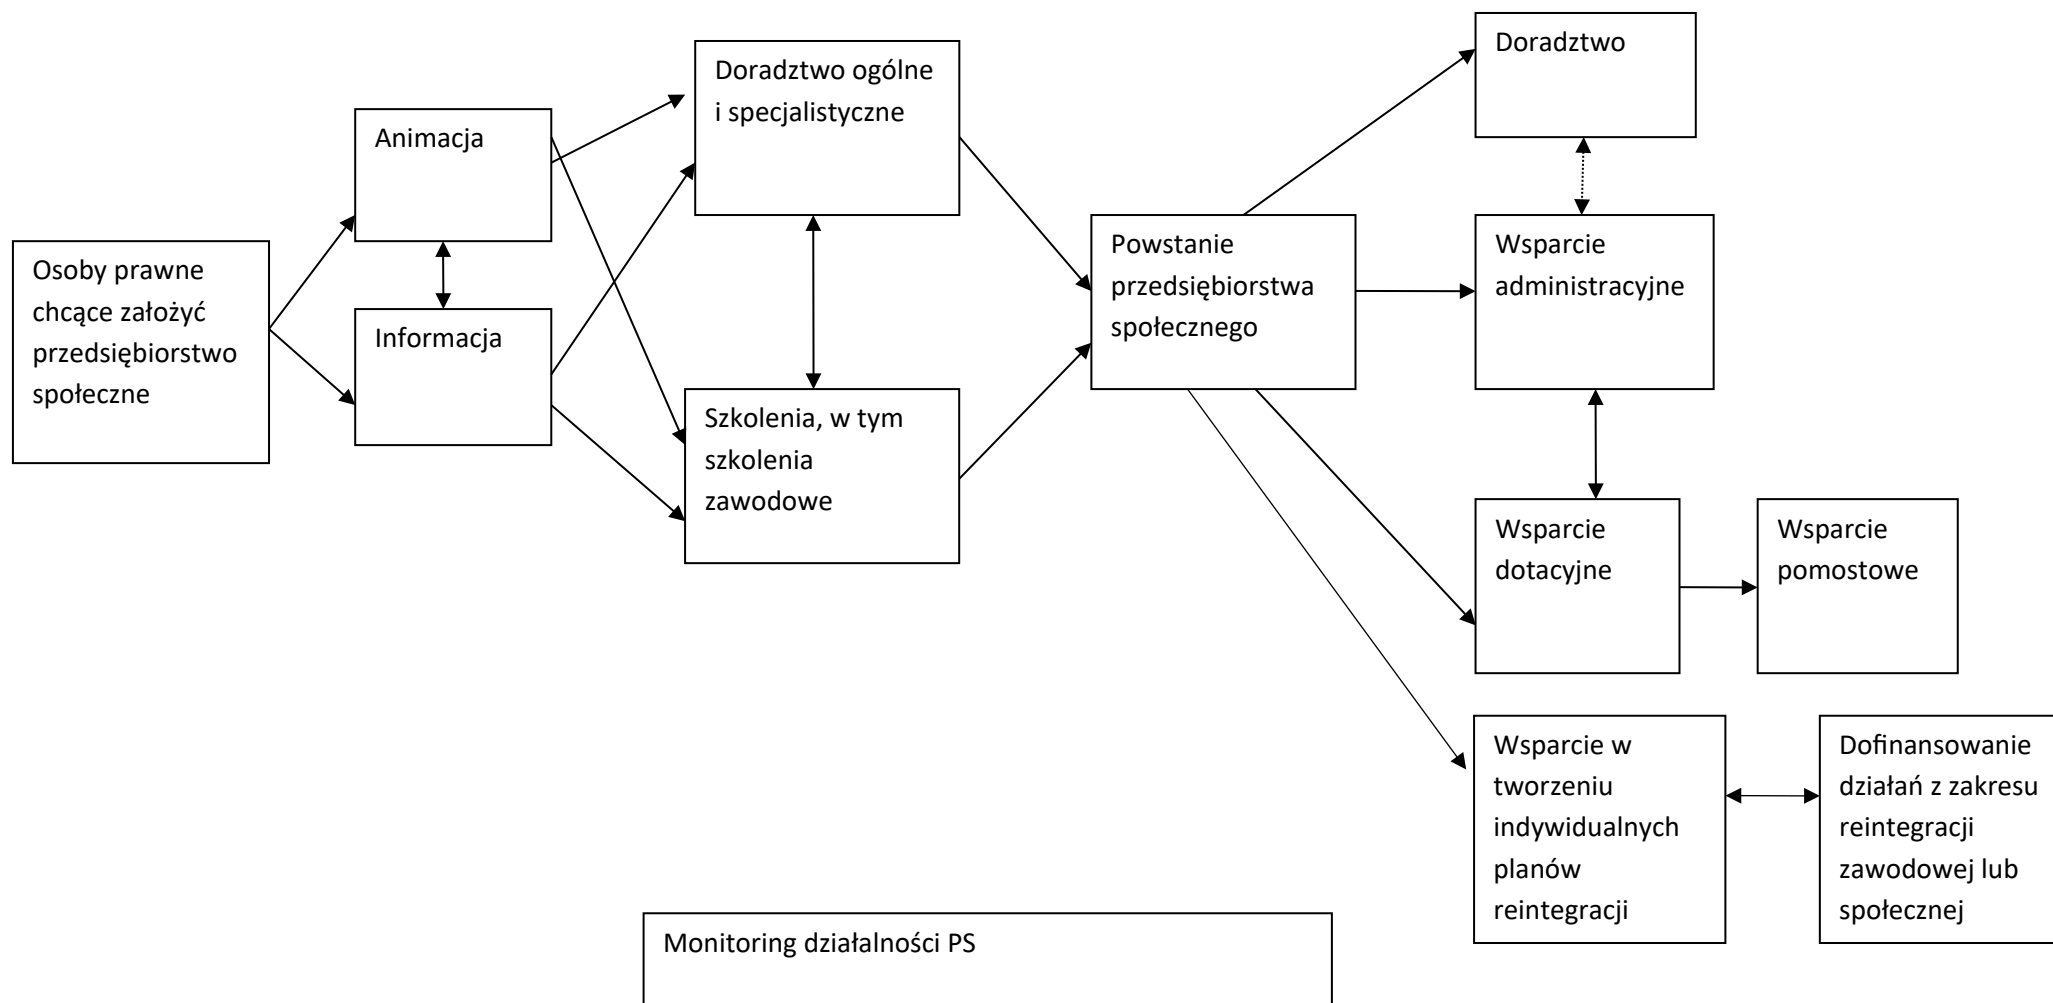 Osoby prawne
chcące założyć
przedsiębiorstwo
społeczne
Animacja
Informacja
Doradztwo ogólne
i specjalistyczne
Szkolenia, w tym
szkolenia
zawodowe
Powstanie
przedsiębiorstwa
społecznego
Doradztwo
Wsparcie
administracyjne
Wsparcie
dotacyjne
Wsparcie
pomostowe
Wsparcie w
tworzeniu
indywidualnych
planów
reintegracji
Dofinansowanie
działań z zakresu
reintegracji
zawodowej lub
społecznej
Monitoring działalności PS